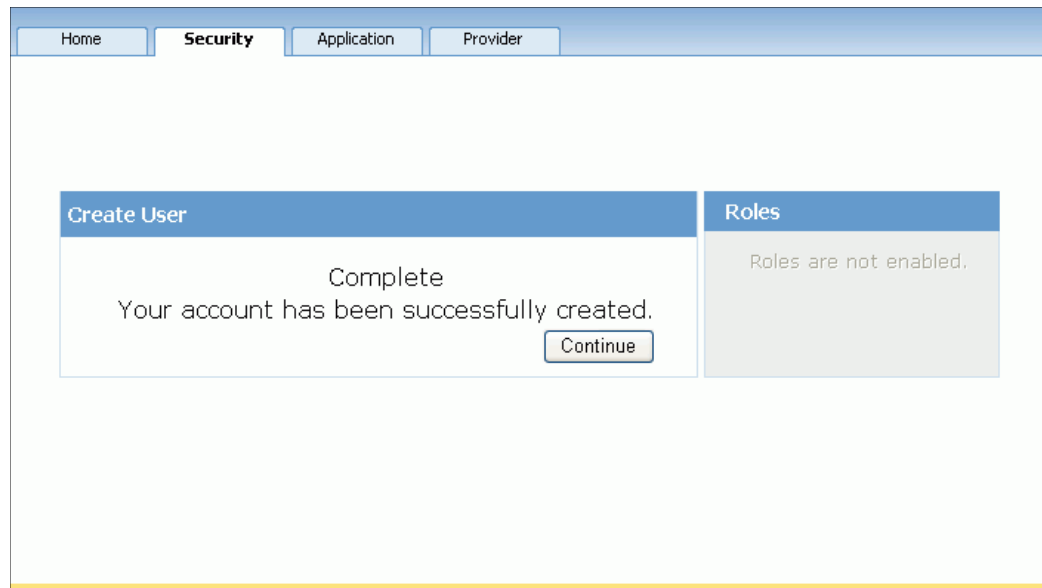 Home Security Application Provider
Create User
Complete
Your account has been successfully created.
Continue
Roles
Roles are not enabled.